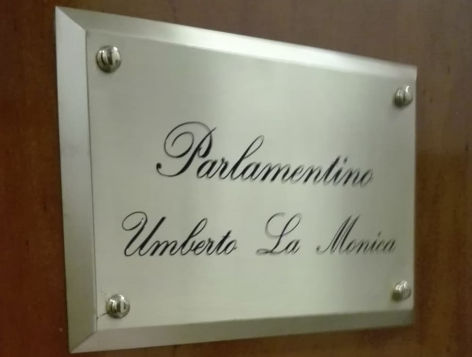 Parlamentino
Umberto La Monica